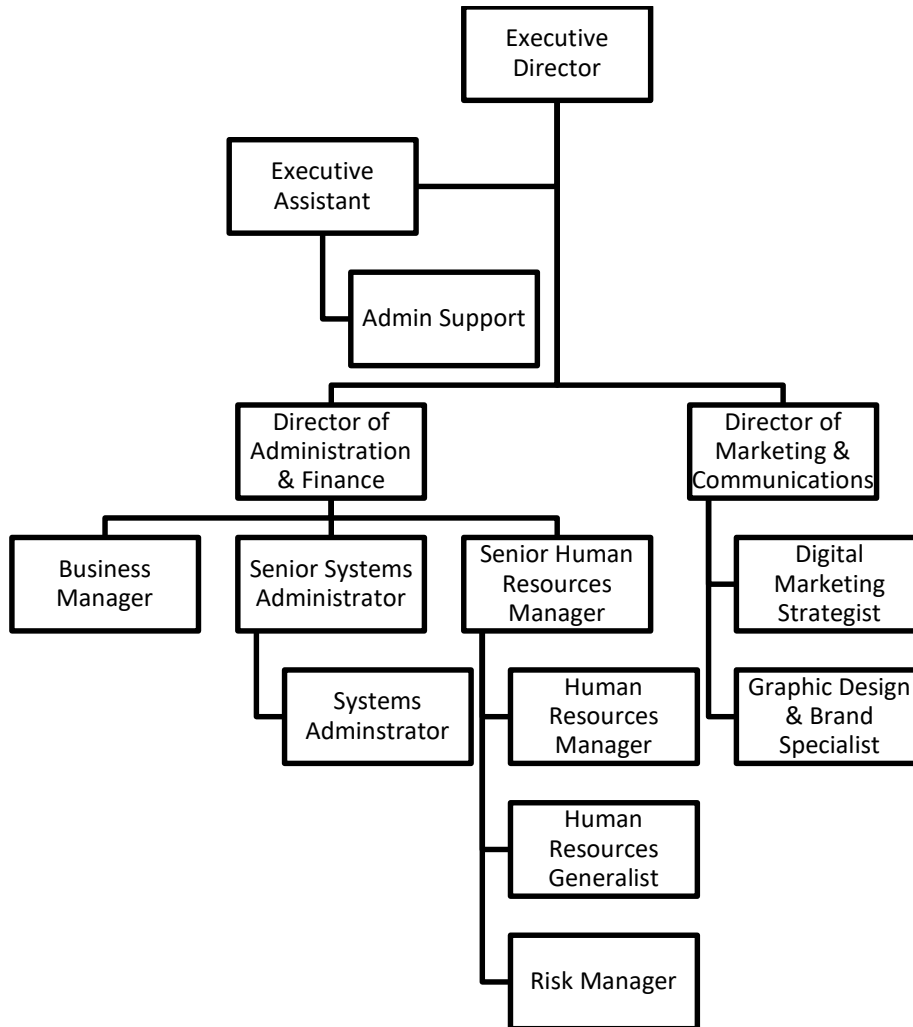 Executive
Director
Executive
Assistant
Admin Support
Director of
Administration
& Finance
Director of
Marketing &
Communications
Business
Manager
Senior Systems
Administrator
Senior Human
Resources
Manager
Digital
Marketing
Strategist
Systems
Adminstrator
Human
Resources
Manager
Graphic Design
& Brand
Specialist
Human
Resources
Generalist
Risk Manager